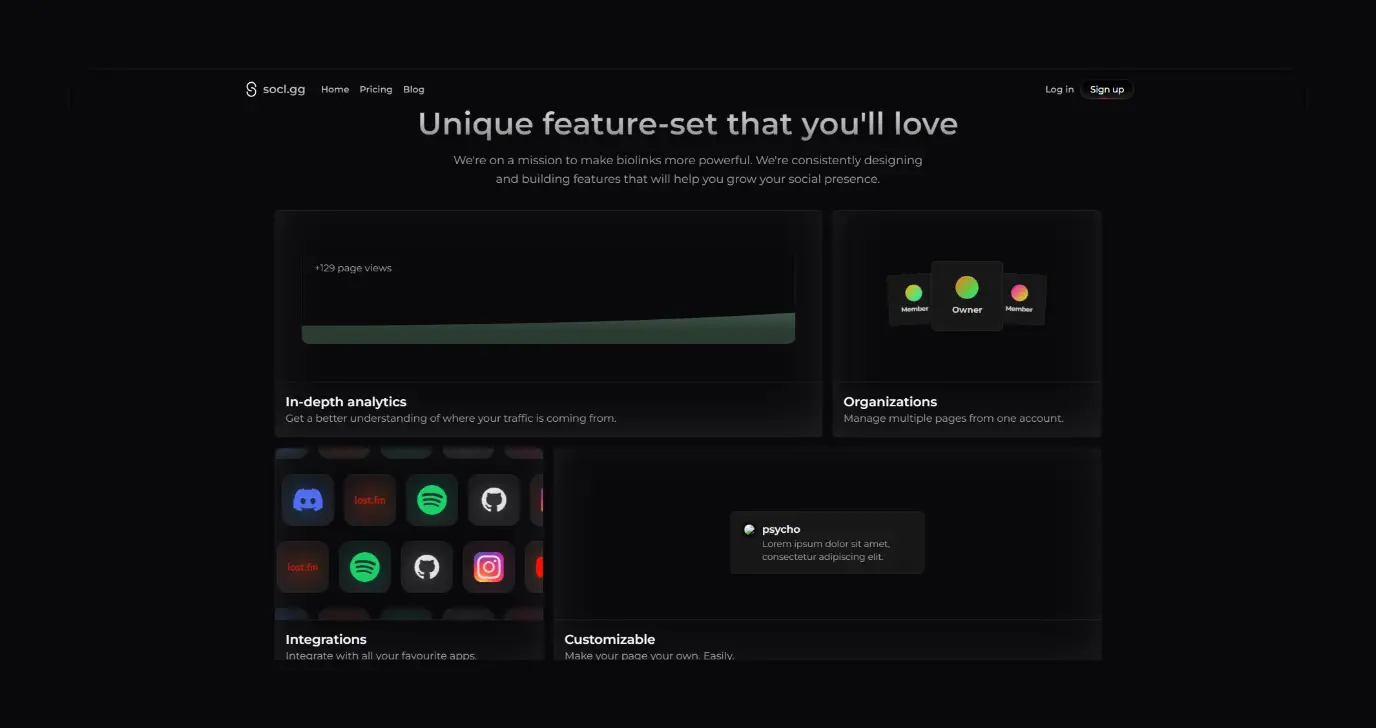 socl.gg Home Pricing Blog Log in Sign up
Unique feature-set that you'll love
We're on a mission to make biolinks more powerful. We're consistently designing
and building features that will help you grow your social presence.
+129 page views
In-depth analytics
Get a better understanding of where your traffic is coming from.
Member
Owner
Member
Organizations
Manage multiple pages from one account.
lost.fm
lost.fm
Integrations
Integrate with all your favourite apps.
psycho
Lorem ipsum dolor sit amet,
consectetur adipiscing elit.
Customizable
Make your page your own. Easily.